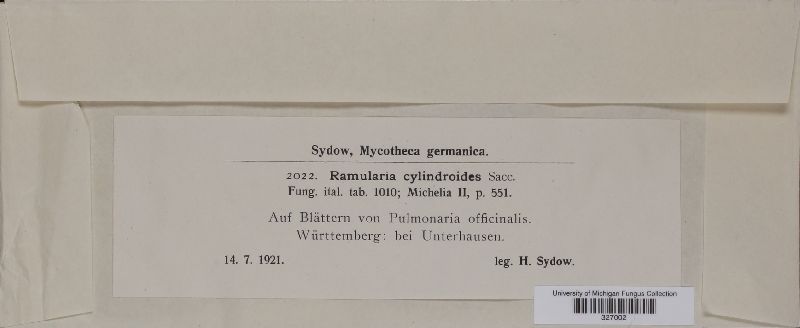 Sydow, Mycotheca germanica.
2022. Ramularia cylindroides Sacc.
Fung. ital. tab. 1010; Michelia II, p. 551.
Auf Blättern von Pulmonaria officinalis.
Württemberg: bei Unterhausen.
14. 7. 1921. leg. H. Sydow.
University of Michigan Fungus Collection
327002